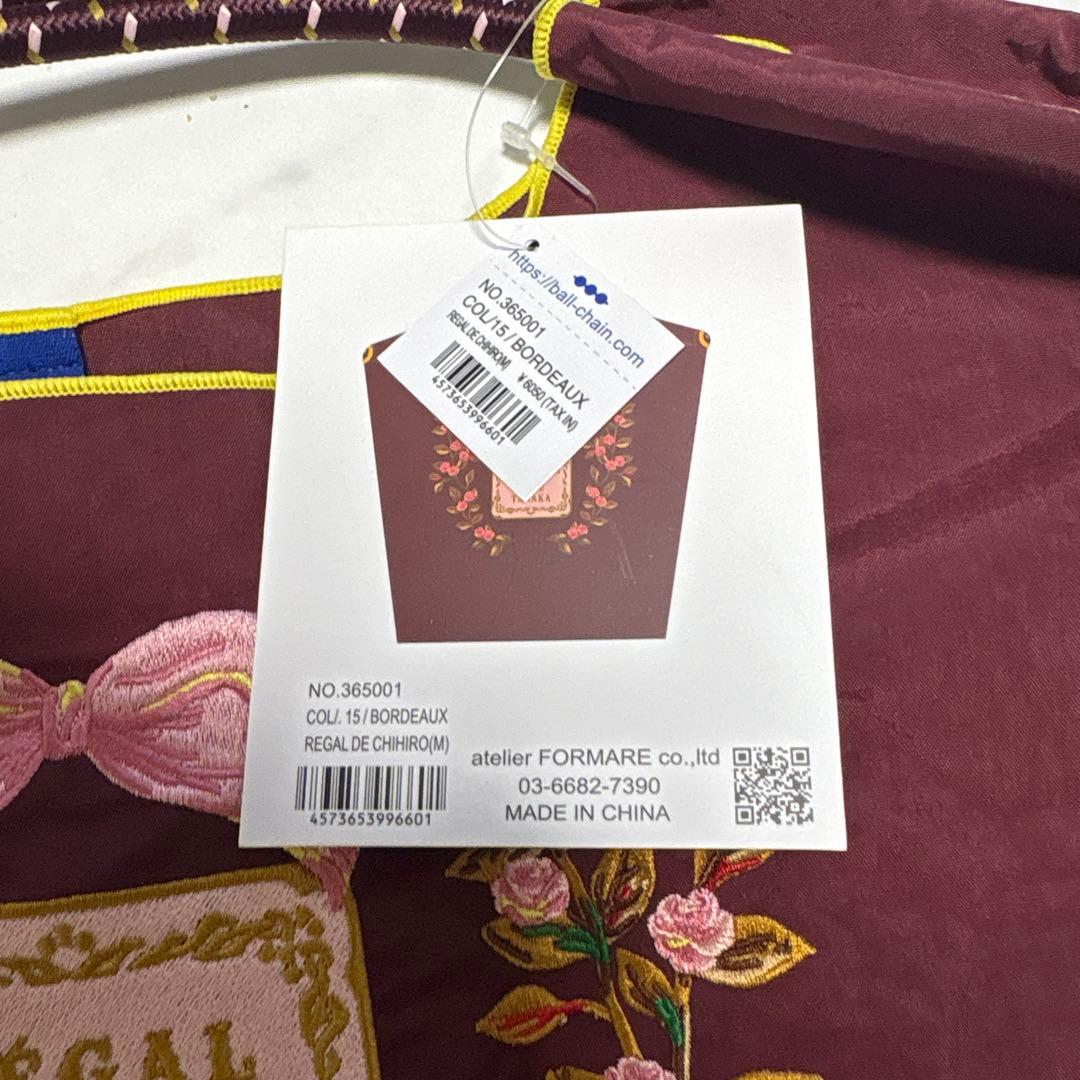 https://ball-chain.com
NO.365001
COL/15/BORDEAUX
REGAL DE CHIHIRO(M)
¥6050(TAX IN)
4573653996601
NO.365001
COL/. 15/BORDEAUX
REGAL DE CHIHIRO(M)
4573653996601
atelier FORMARE co.,ltd
03-6682-7390
MADE IN CHINA